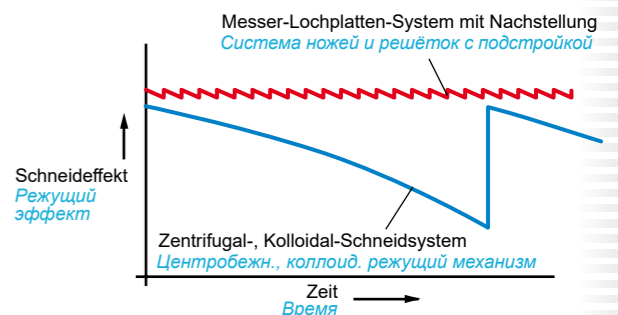 Messer-Lochplatten-System mit Nachstellung
Система ножей и решёток с подстройкой
Schneideffekt
Режущий
эффект
Zentrifugal-, Kolloidal-Schneidsystem
Центробежн., коллоид. режущий механизм
Zeit
Время